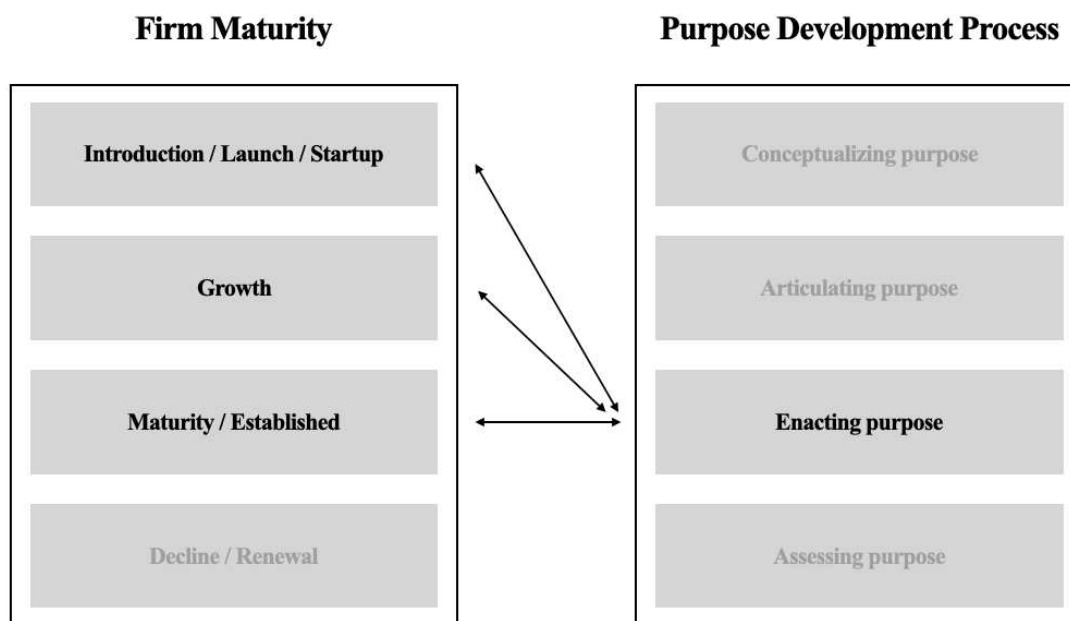 Firm Maturity
Purpose Development Process
Introduction / Launch / Startup
Conceptualizing purpose
Growth
Articulating purpose
Maturity / Established
Enacting purpose
Decline / Renewal
Assessing purpose